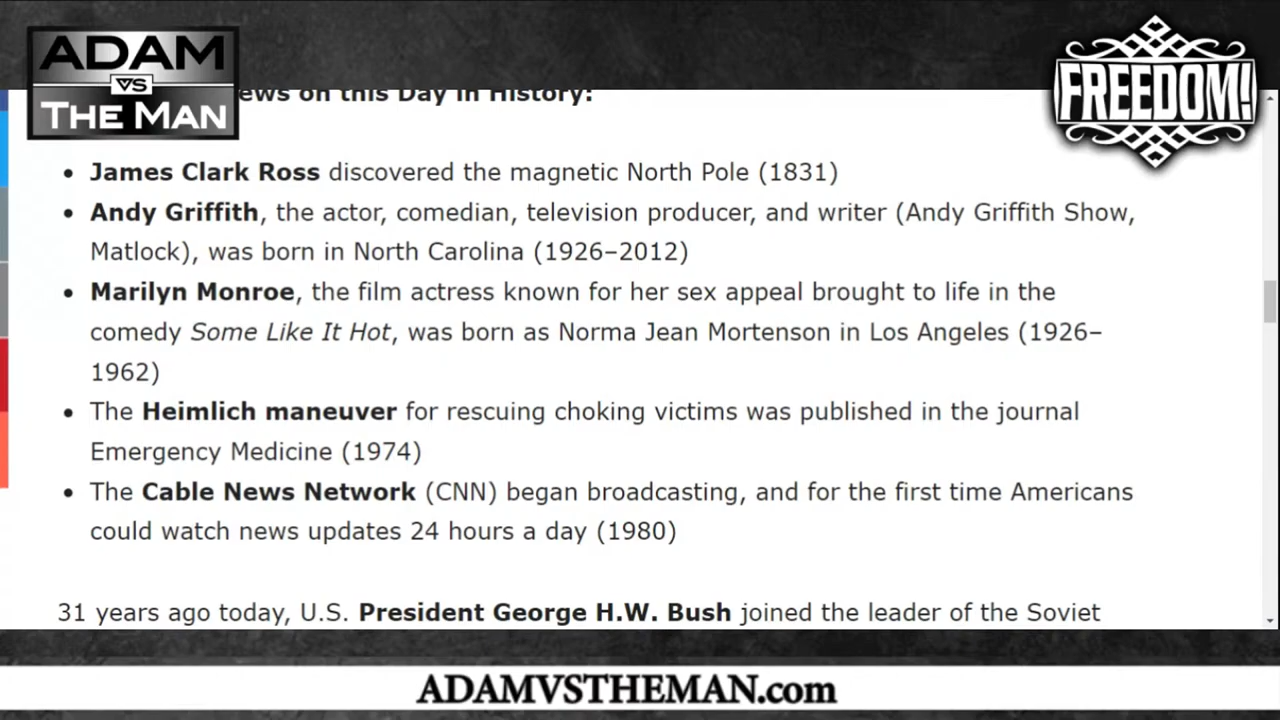 ADAM
VS
THE MAN
FREEDOM!
ews on this Day in History:
• James Clark Ross discovered the magnetic North Pole (1831)
• Andy Griffith, the actor, comedian, television producer, and writer (Andy Griffith Show,
Matlock), was born in North Carolina (1926–2012)
• Marilyn Monroe, the film actress known for her sex appeal brought to life in the
comedy Some Like It Hot, was born as Norma Jean Mortenson in Los Angeles (1926–
1962)
• The Heimlich maneuver for rescuing choking victims was published in the journal
Emergency Medicine (1974)
• The Cable News Network (CNN) began broadcasting, and for the first time Americans
could watch news updates 24 hours a day (1980)
31 years ago today, U.S. President George H.W. Bush joined the leader of the Soviet
ADAMVSTHEMAN.com